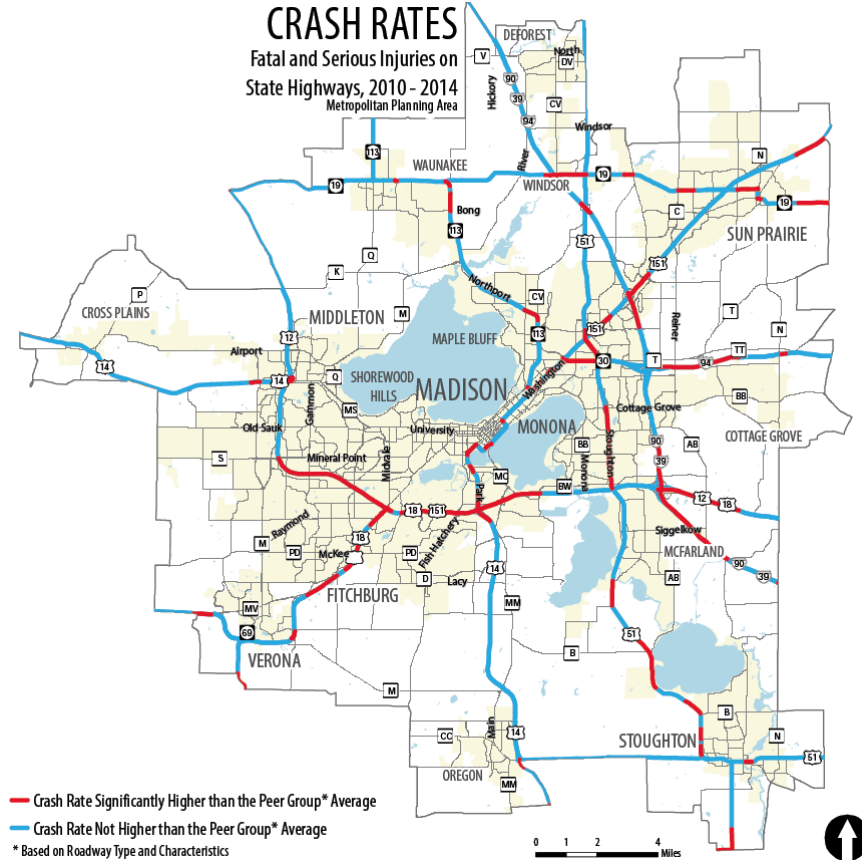 CRASH RATES
Fatal and Serious Injuries on
State Highways, 2010 - 2014
Metropolitan Planning Area
DEFOREST
North
V
DV
Hickory
90
39
CV
94
Windsor
113
WAUNAKEE
River
N
19
WINDSOR
19
Bong
C
19
113
SUN PRAIRIE
51
Q
K
151
P
Northport
CV
CROSS PLAINS
M
T
MIDDLETON
Reiner
N
12
MAPLE BLUFF
113
151
Airport
TT
14
30
T
94
SHOREWOOD
HILLS
Q
14
MADISON
Washington
Gammon
MS
BB
Cottage Grove
Old Sauk
University
MONONA
COTTAGE GROVE
BB
AB
Stoughton
90
Mineral Point
Midvale
Monona
S
39
MC
BW
Park
12
18
18
151
Raymond
Fish Hatchery
Siggelkow
18
M
PD
McKee
PD
MCFARLAND
90
14
39
D
Lacy
AB
FITCHBURG
MV
MM
69
51
VERONA
B
M
B
Main
CC
14
STOUGHTON
N
51
OREGON
MM
Crash Rate Significantly Higher than the Peer Group* Average
Crash Rate Not Higher than the Peer Group* Average
* Based on Roadway Type and Characteristics
0 1 2 4
Miles